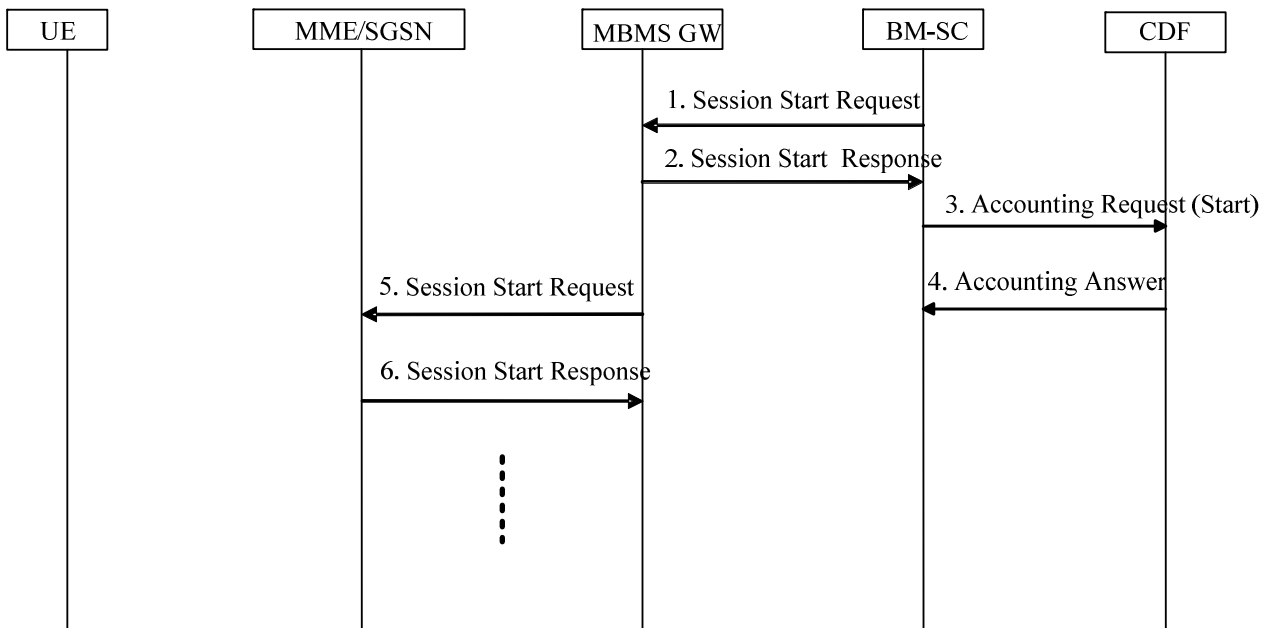 UE
MME/SGSN
MBMS GW
BM-SC
CDF
1. Session Start Request
2. Session Start Response
3. Accounting Request (Start)
4. Accounting Answer
5. Session Start Request
6. Session Start Response